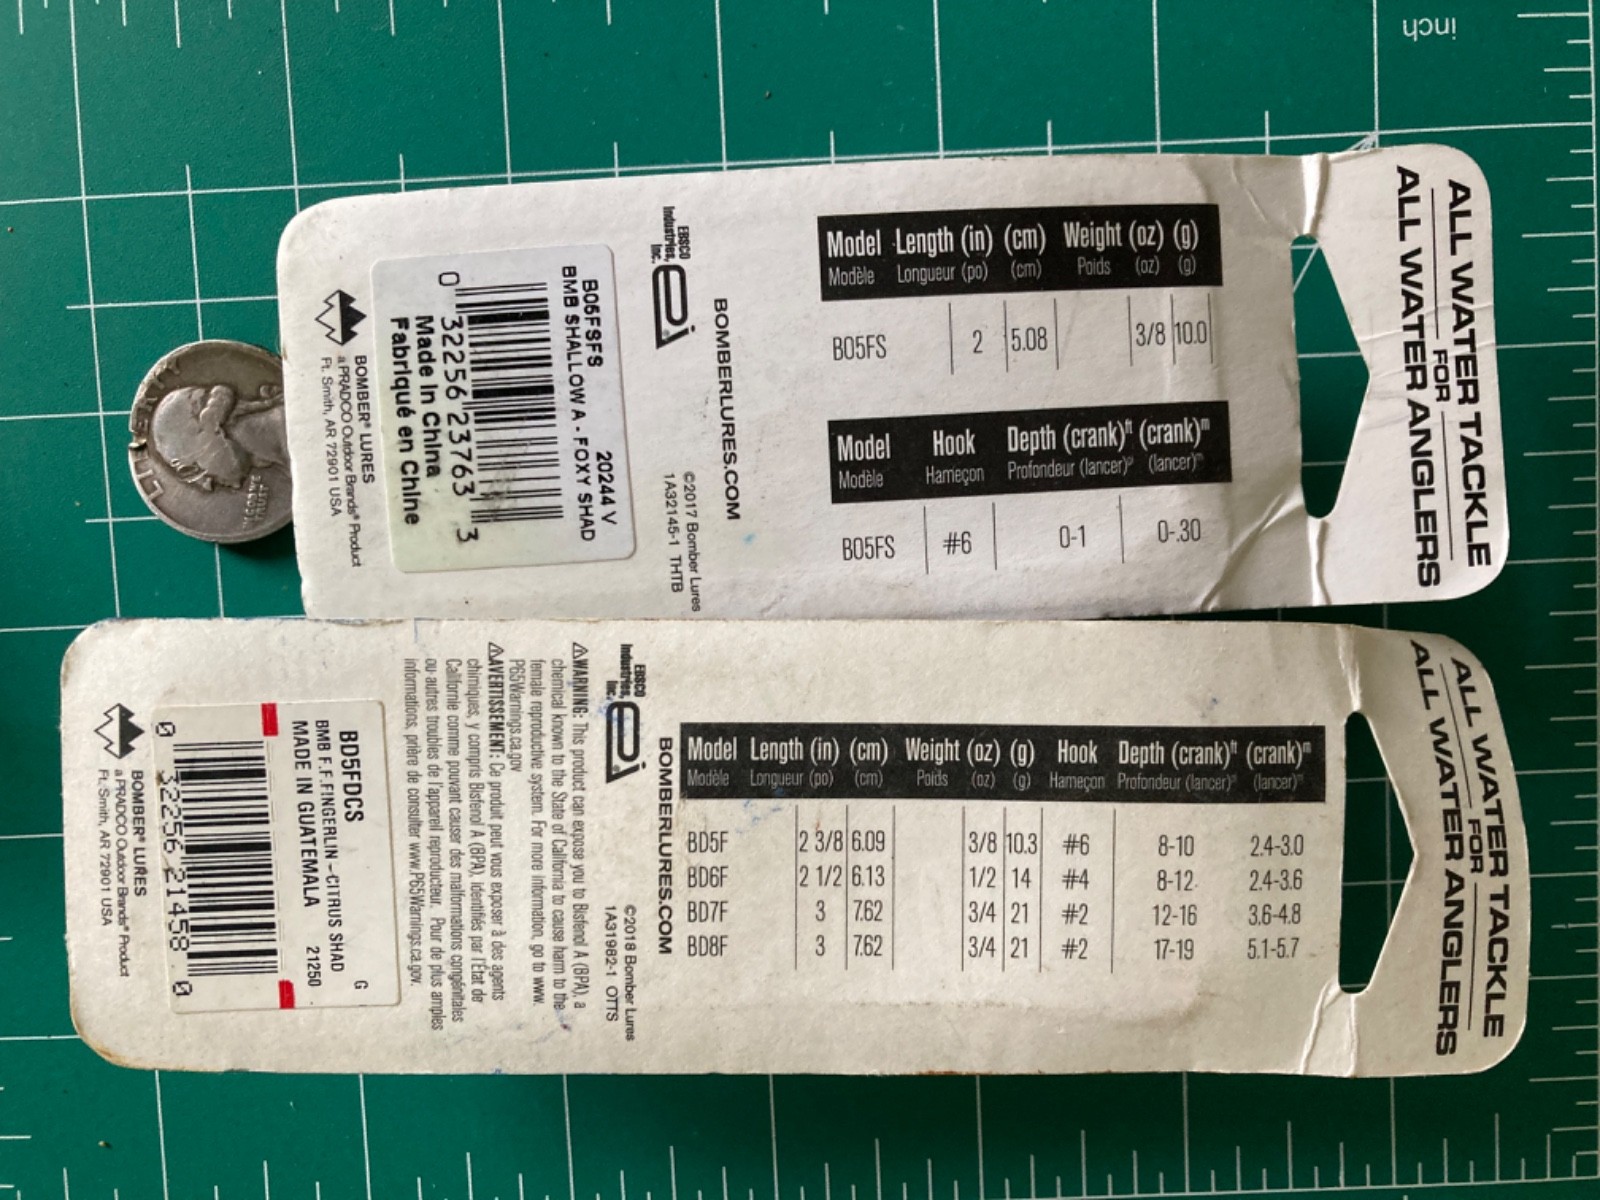 inch
ALL WATER TACKLE
FOR
ALL WATER ANGLERS
Model Length (in) (cm) Weight (oz) (g)
Modèle Longueur (po) (cm) Poids (oz) (g)
B05FS 2 5.08 3/8 10.0
Model Hook Depth (crank)ft (crank)m
Modèle Hameçon Profondeur (lancer)p (lancer)m
B05FS #6 0-1 0-.30
BOMBERLURES.COM
EBSCO
Industries,
Inc.
©2017 Bomber Lures
1A32145-1 THTB
20244 V
B05FSFS
BMB SHALLOW A - FOXY SHAD
0 32256 23763 3
Made in China
Fabriqué en Chine
BOMBER® LURES
a PRADCO Outdoor Brands® Product
Ft. Smith, AR 72901 USA
LIBERTY
ALL WATER TACKLE
FOR
ALL WATER ANGLERS
Model Length (in) (cm) Weight (oz) (g) Hook Depth (crank)ft (crank)m
Modèle Longueur (po) (cm) Poids (oz) (g) Hameçon Profondeur (lancer)p (lancer)m
BD5F 2 3/8 6.09 3/8 10.3 #6 8-10 2.4-3.0
BD6F 2 1/2 6.13 1/2 14 #4 8-12 2.4-3.6
BD7F 3 7.62 3/4 21 #2 12-16 3.6-4.8
BD8F 3 7.62 3/4 21 #2 17-19 5.1-5.7
BOMBERLURES.COM
EBSCO
Industries,
Inc.
©2018 Bomber Lures
1A31982-1 OTTS
⚠WARNING: This product can expose you to Bisfenol A (BPA), a
chemical known to the State of California to cause harm to the
female reproductive system. For more information, go to www.
P65Warnings.ca.gov
⚠AVERTISSEMENT: Ce produit peut vous exposer à des agents
chimiques, y compris Bisfenol A (BPA), identifiés par l'État de
Californie comme pouvant causer des malformations congénitales
ou autres troubles de l'appareil reproducteur. Pour de plus amples
informations, prière de consulter www.P65Warnings.ca.gov.
G
BD5FDCS
BMB F.F.FINGERLIN-CITRUS SHAD
MADE IN GUATEMALA 21250
0 32256 21458 0
BOMBER® LURES
a PRADCO Outdoor Brands® Product
Ft. Smith, AR 72901 USA